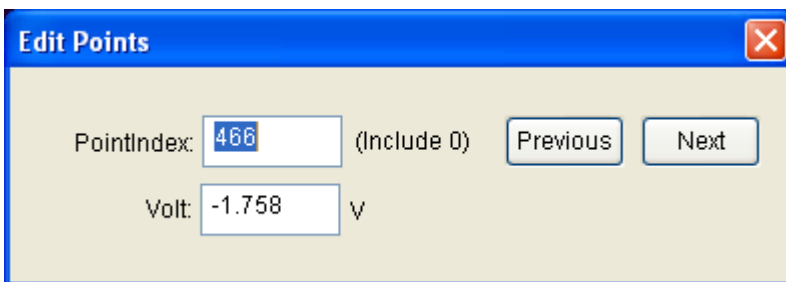 Edit Points
PointIndex: 466 (Include 0) Previous Next
Volt: -1.758 V